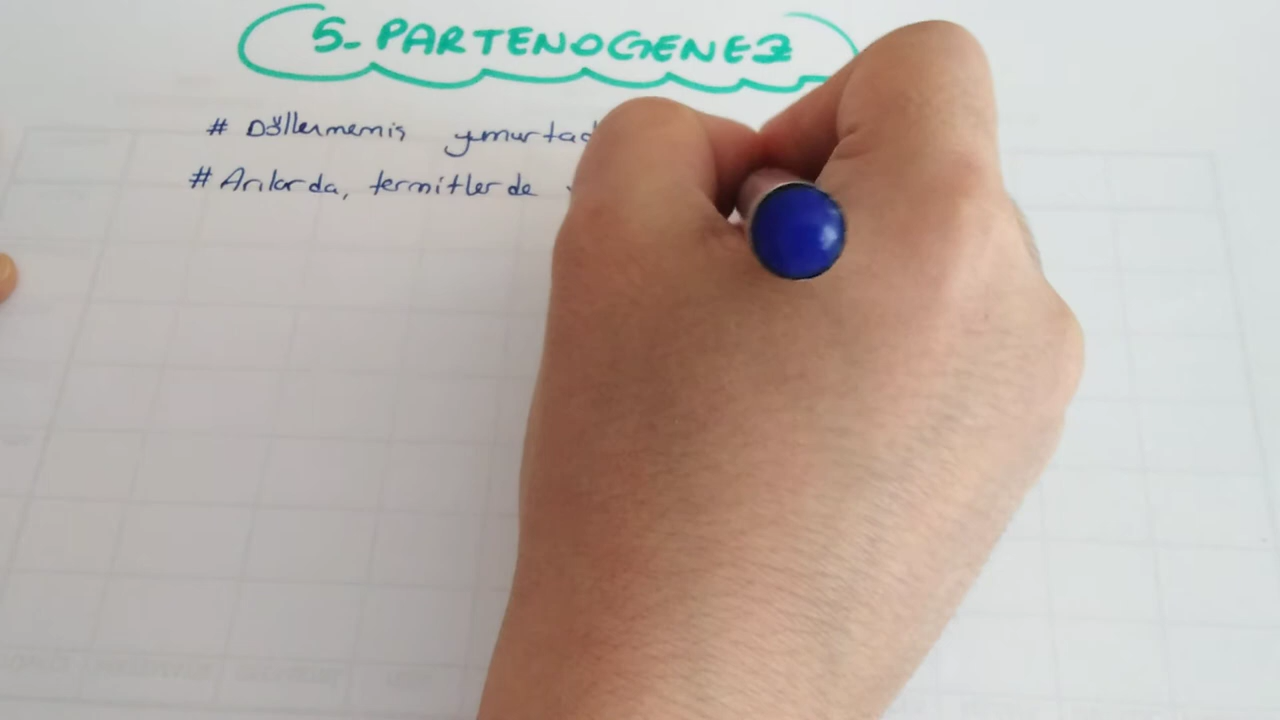 5- PARTENOGENEZ
# Döllenmemiş yumurtad
# Arılarda, termitlerde